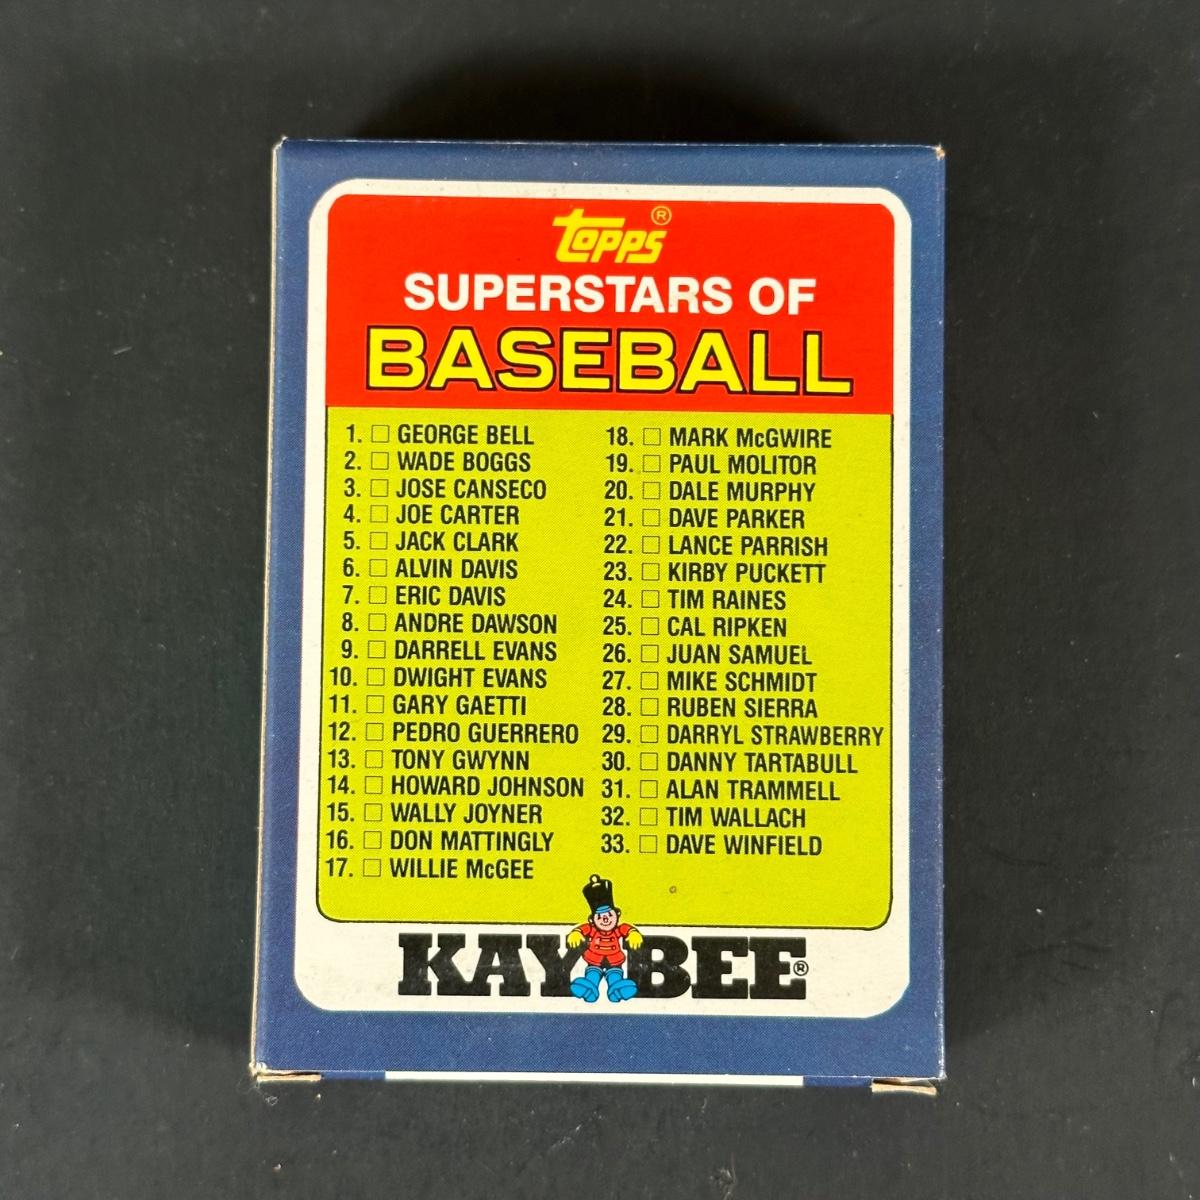 Topps®
SUPERSTARS OF
BASEBALL
1. GEORGE BELL
2. WADE BOGGS
3. JOSE CANSECO
4. JOE CARTER
5. JACK CLARK
6. ALVIN DAVIS
7. ERIC DAVIS
8. ANDRE DAWSON
9. DARRELL EVANS
10. DWIGHT EVANS
11. GARY GAETTI
12. PEDRO GUERRERO
13. TONY GWYNN
14. HOWARD JOHNSON
15. WALLY JOYNER
16. DON MATTINGLY
17. WILLIE McGEE
18. MARK McGWIRE
19. PAUL MOLITOR
20. DALE MURPHY
21. DAVE PARKER
22. LANCE PARRISH
23. KIRBY PUCKETT
24. TIM RAINES
25. CAL RIPKEN
26. JUAN SAMUEL
27. MIKE SCHMIDT
28. RUBEN SIERRA
29. DARRYL STRAWBERRY
30. DANNY TARTABULL
31. ALAN TRAMMELL
32. TIM WALLACH
33. DAVE WINFIELD
KAY BEE®